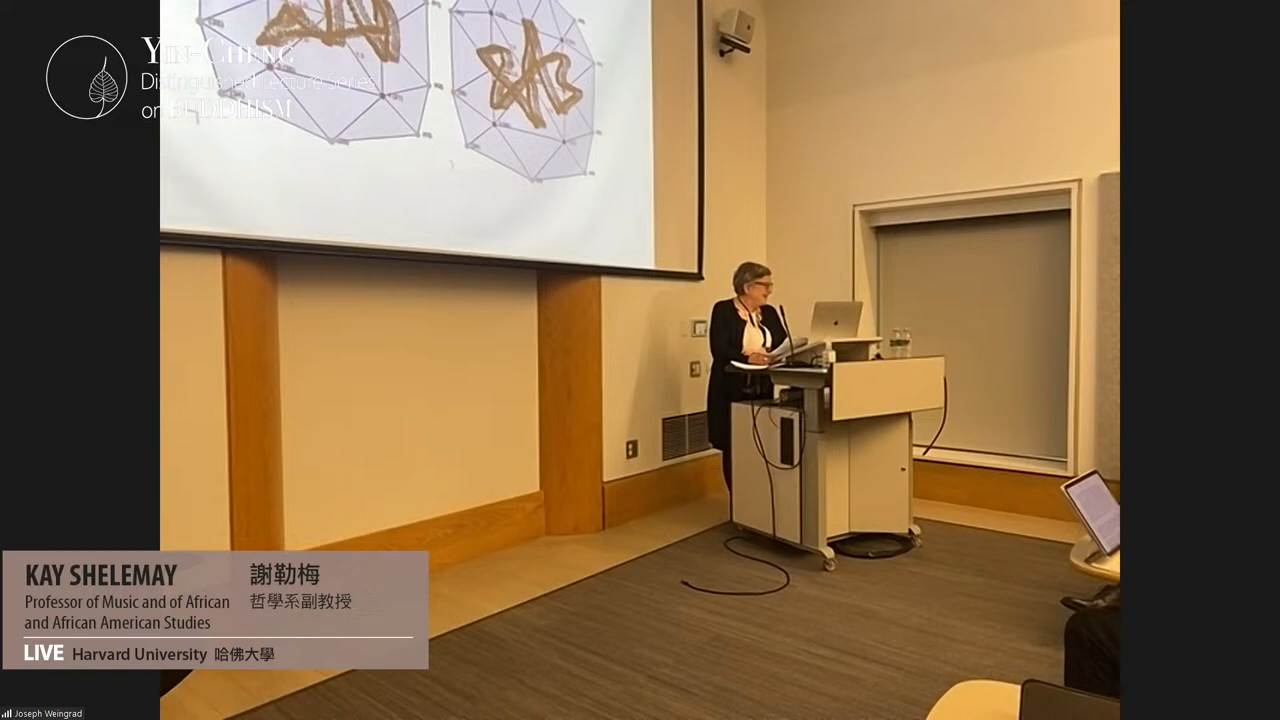 YIN-CHENG
Distinguished Lecture Series
on BUDDHISM
KAY SHELEMAY 謝勒梅
Professor of Music and of African 哲學系副教授
and African American Studies
LIVE Harvard University 哈佛大學
Joseph Weingrad